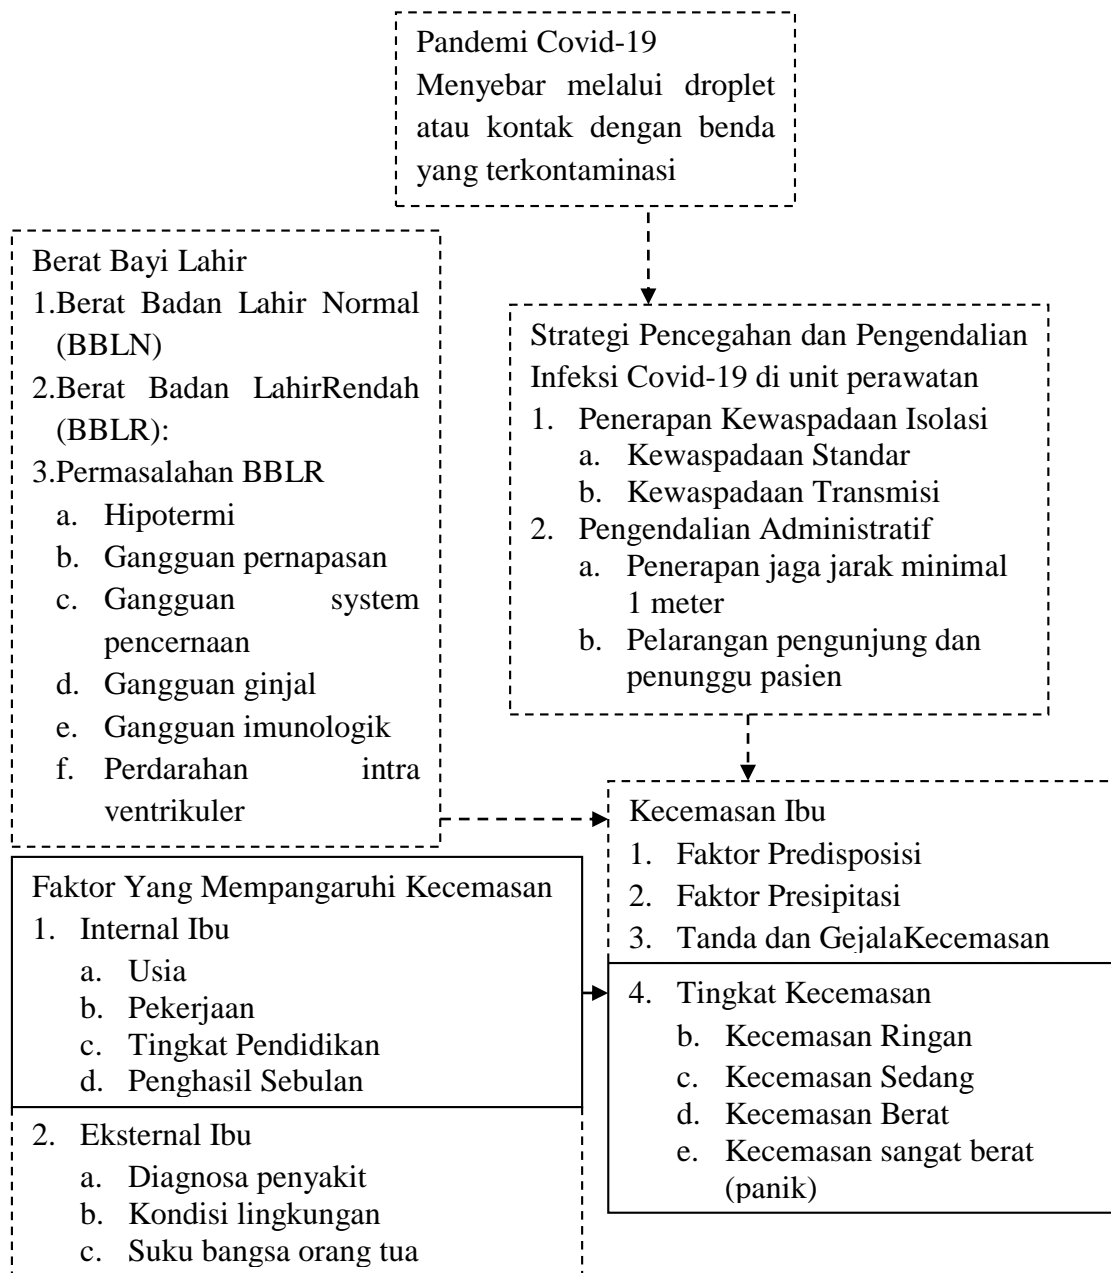 Pandemi Covid-19
Menyebar melalui droplet
atau kontak dengan benda
yang terkontaminasi
Berat Bayi Lahir
1.Berat Badan Lahir Normal
(BBLN)
2.Berat Badan LahirRendah
(BBLR):
3.Permasalahan BBLR
a. Hipotermi
b. Gangguan pernapasan
c. Gangguan system
pencernaan
d. Gangguan ginjal
e. Gangguan imunologik
f. Perdarahan intra
ventrikuler
Strategi Pencegahan dan Pengendalian
Infeksi Covid-19 di unit perawatan
1. Penerapan Kewaspadaan Isolasi
a. Kewaspadaan Standar
b. Kewaspadaan Transmisi
2. Pengendalian Administratif
a. Penerapan jaga jarak minimal
1 meter
b. Pelarangan pengunjung dan
penunggu pasien
Kecemasan Ibu
1. Faktor Predisposisi
2. Faktor Presipitasi
3. Tanda dan GejalaKecemasan
4. Tingkat Kecemasan
b. Kecemasan Ringan
c. Kecemasan Sedang
d. Kecemasan Berat
e. Kecemasan sangat berat
(panik)
Faktor Yang Mempangaruhi Kecemasan
1. Internal Ibu
a. Usia
b. Pekerjaan
c. Tingkat Pendidikan
d. Penghasil Sebulan
2. Eksternal Ibu
a. Diagnosa penyakit
b. Kondisi lingkungan
c. Suku bangsa orang tua